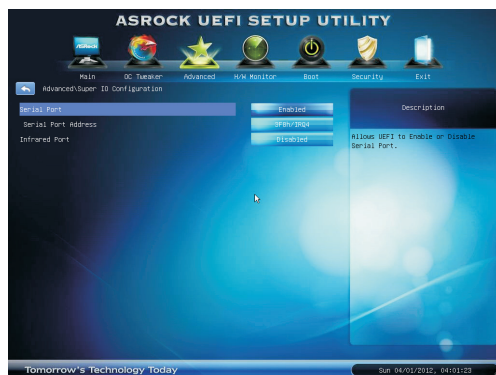 ASROCK UEFI SETUP UTILITY
ASRock
Main OC Tweaker Advanced H/W Monitor Boot Security Exit
Advanced\Super IO Configuration
Description
Serial Port Enabled
Serial Port Address 3F8h/IRQ4
Infrared Port Disabled
Allows UEFI to Enable or Disable
Serial Port.
Tomorrow's Technology Today
Sun 04/01/2012, 04:01:23